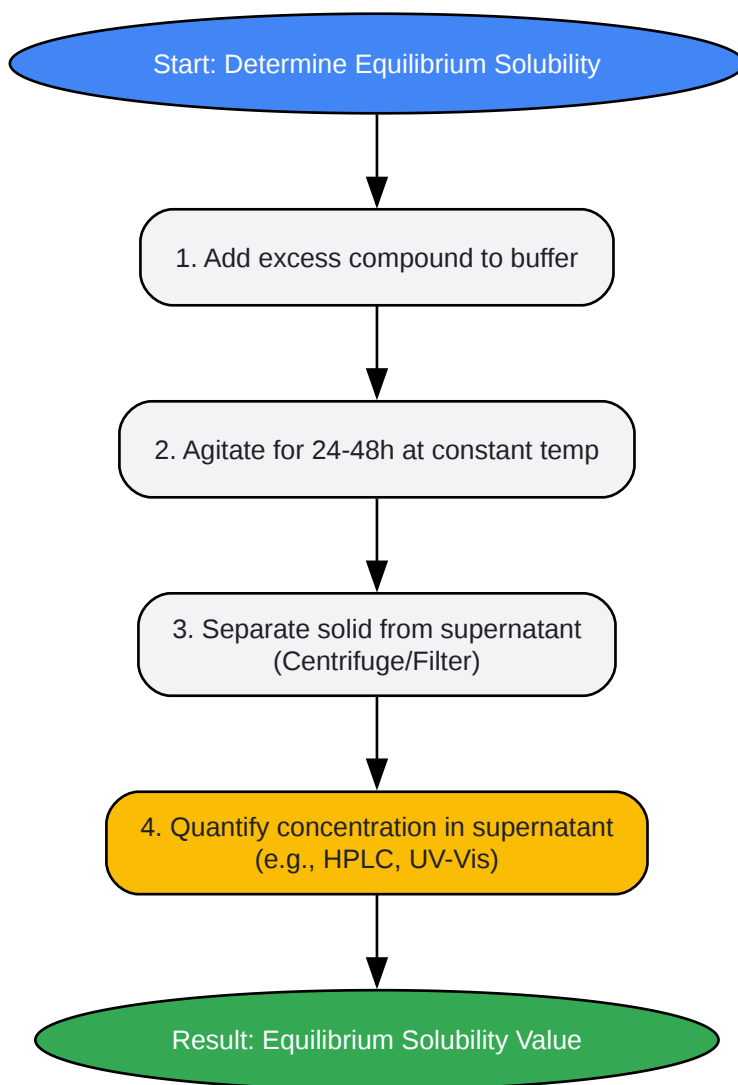 Start: Determine Equilibrium Solubility
1. Add excess compound to buffer
2. Agitate for 24-48h at constant temp
3. Separate solid from supernatant
(Centrifuge/Filter)
4. Quantify concentration in supernatant
(e.g., HPLC, UV-Vis)
Result: Equilibrium Solubility Value